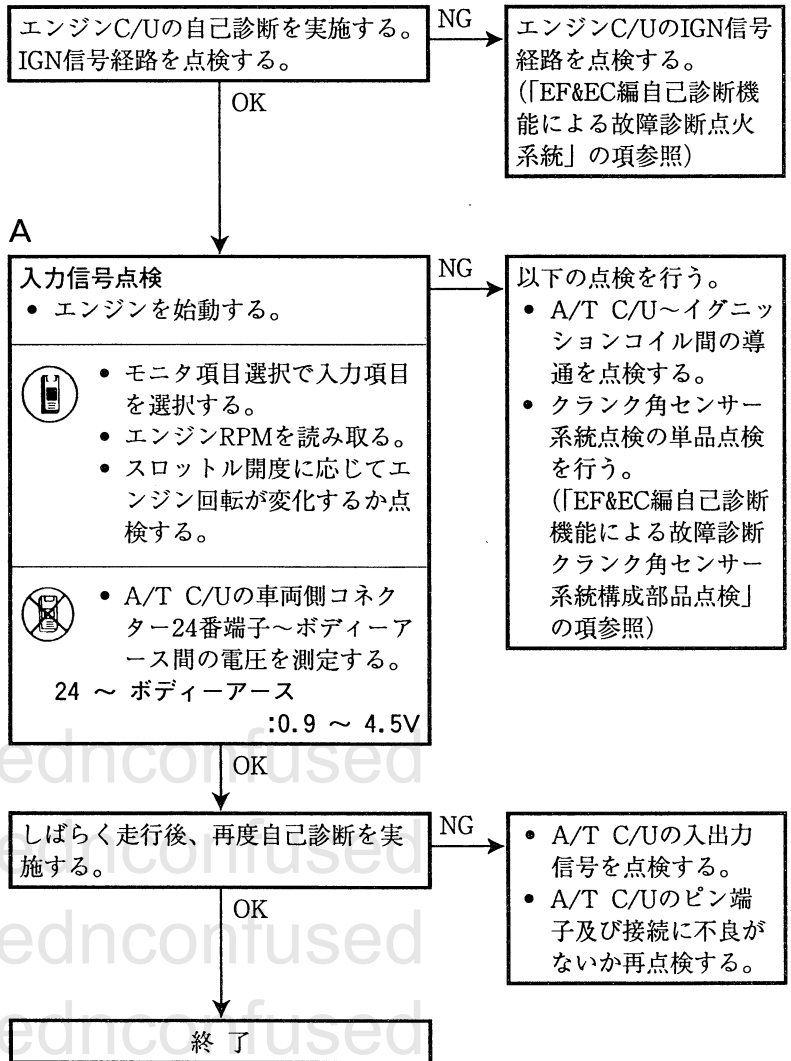 エンジンC/Uの自己診断を実施する。
IGN信号経路を点検する。
NG
エンジンC/UのIGN信号
経路を点検する。
(「EF&EC編自己診断機
能による故障診断点火
系統」の項参照)
OK
A
入力信号点検
• エンジンを始動する。
• モニタ項目選択で入力項目
を選択する。
• エンジンRPMを読み取る。
• スロットル開度に応じてエ
ンジン回転が変化するか点
検する。
• A/T C/Uの車両側コネク
ター24番端子～ボディーア
ース間の電圧を測定する。
24 ～ ボディーアース
:0.9 ～ 4.5V
NG
以下の点検を行う。
• A/T C/U～イグニッ
ションコイル間の導
通を点検する。
• クランク角センサー
系統点検の単品点検
を行う。
(「EF&EC編自己診断
機能による故障診断
クランク角センサー
系統構成部品点検」
の項参照)
OK
しばらく走行後、再度自己診断を実
施する。
NG
• A/T C/Uの入出力
信号を点検する。
• A/T C/Uのピン端
子及び接続に不良が
ないか再点検する。
OK
終 了
ednconfused
ednconfused
ednconfused
ednconfused